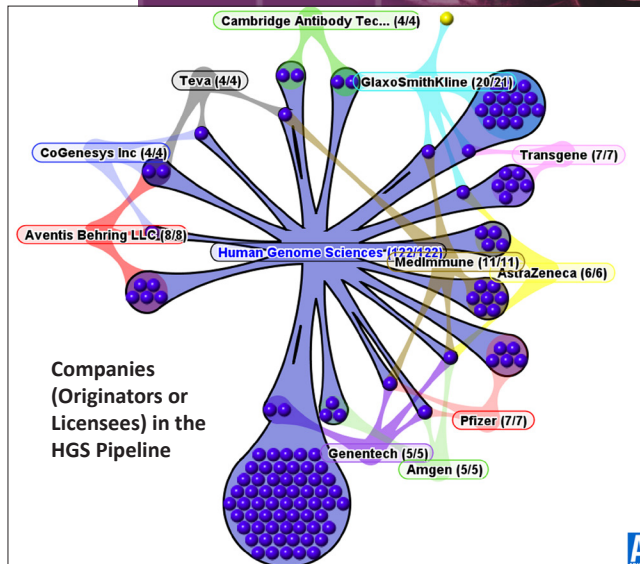 Cambridge Antibody Tec... (4/4)
Teva (4/4)
GlaxoSmithKline (20/21)
CoGenesys Inc (4/4)
Transgene (7/7)
Aventis Behring LLC (8/8)
Human Genome Sciences (122/122)
MedImmune (11/11)
AstraZeneca (6/6)
Companies
(Originators or
Licensees) in the
HGS Pipeline
Pfizer (7/7)
Genentech (5/5)
Amgen (5/5)